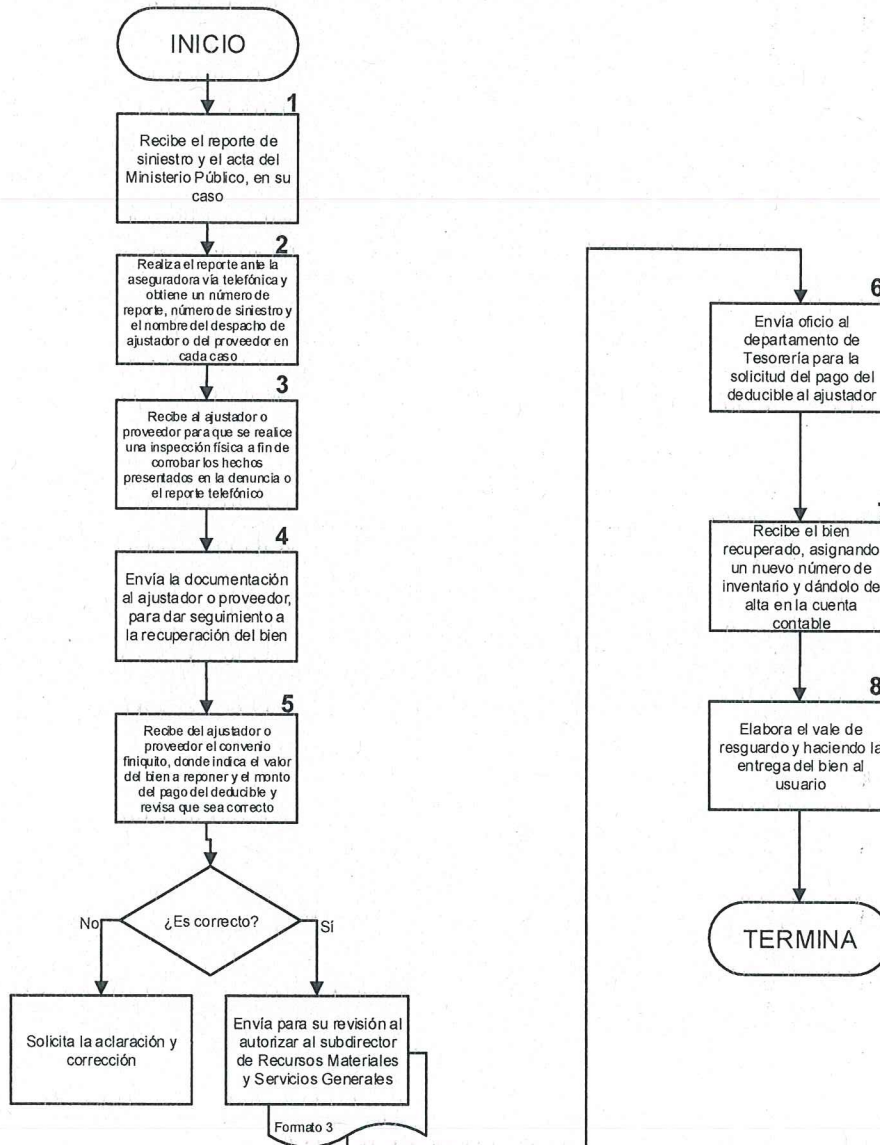 INICIO
1
Recibe el reporte de
siniestro y el acta del
Ministerio Público, en su
caso
2
Realiza el reporte ante la
aseguradora vía telefónica y
obtiene un número de
reporte, número de siniestro y
el nombre del despacho de
ajustador o del proveedor en
cada caso
3
Recibe al ajustador o
proveedor para que se realice
una inspección física a fin de
corrobar los hechos
presentados en la denuncia o
el reporte telefónico
4
Envía la documentación
al ajustador o proveedor,
para dar seguimiento a
la recuperación del bien
5
Recibe del ajustador o
proveedor el convenio
finiquito, donde indica el valor
del bien a reponer y el monto
del pago del deducible y
revisa que sea correcto
¿Es correcto?
No
Sí
Solicita la aclaración y
corrección
Envía para su revisión al
autorizar al subdirector
de Recursos Materiales
y Servicios Generales
Formato 3
6
Envía oficio al
departamento de
Tesorería para la
solicitud del pago del
deducible al ajustador
Recibe el bien
recuperado, asignando
un nuevo número de
inventario y dándolo de
alta en la cuenta
contable
8
Elabora el vale de
resguardo y haciendo la
entrega del bien al
usuario
TERMINA